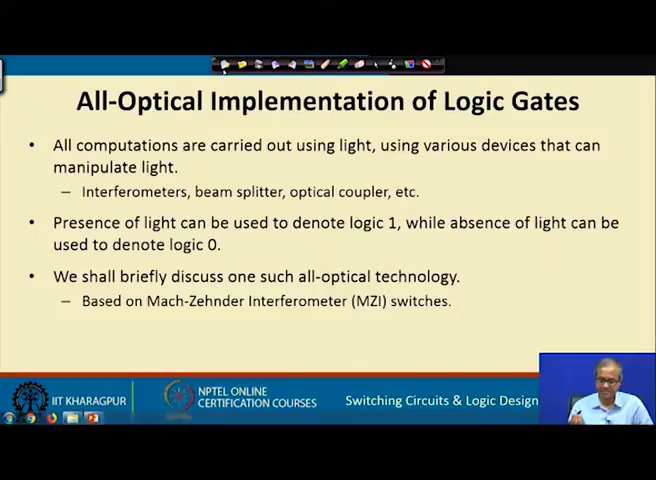 All-Optical Implementation of Logic Gates
• All computations are carried out using light, using various devices that can
manipulate light.
– Interferometers, beam splitter, optical coupler, etc.
• Presence of light can be used to denote logic 1, while absence of light can be
used to denote logic 0.
• We shall briefly discuss one such all-optical technology.
– Based on Mach-Zehnder Interferometer (MZI) switches.
IIT KHARAGPUR
NPTEL ONLINE
CERTIFICATION COURSES
Switching Circuits & Logic Design